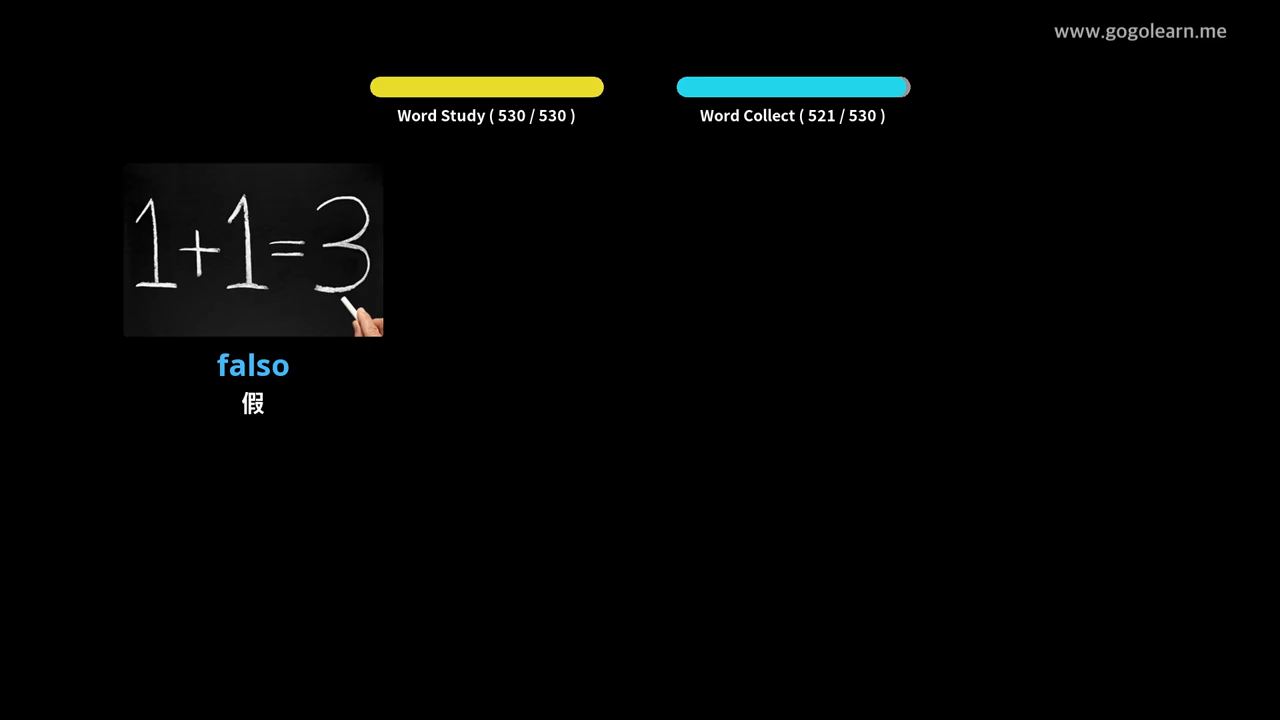 www.gogolearn.me
Word Study ( 530 / 530 )
Word Collect ( 521 / 530 )
1+1=3
falso
假